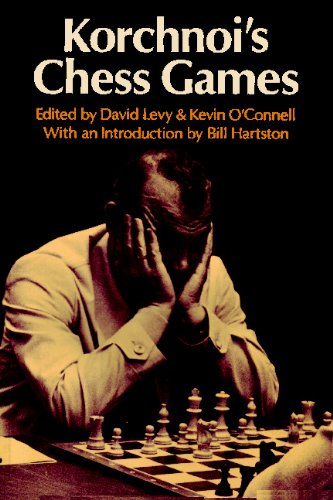 Korchnoi's
Chess Games
Edited by David Levy & Kevin O'Connell
With an Introduction by Bill Hartston